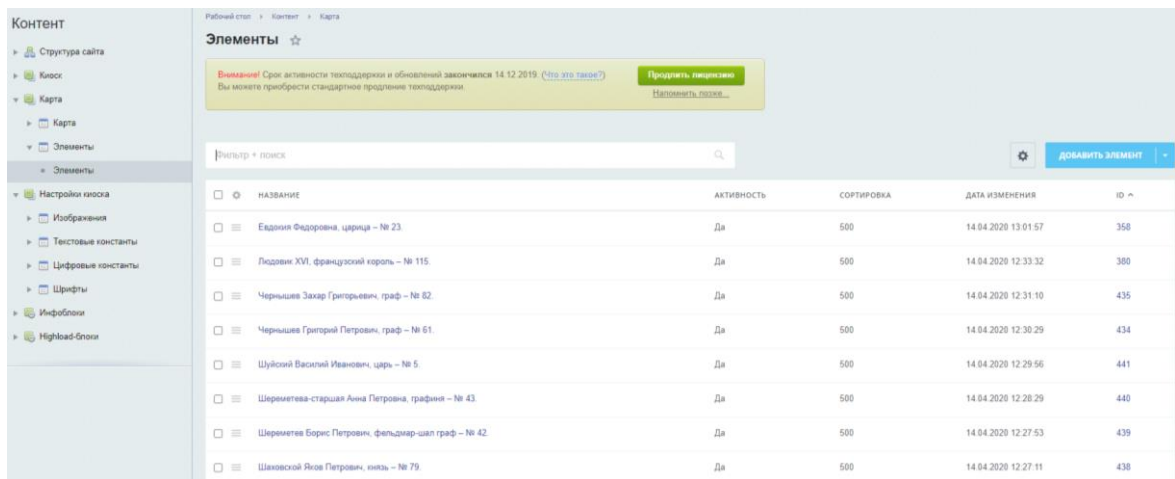 Контент
Структура сайта
Киоск
Карта
Карта
Элементы
Элементы
Настройки киоска
Изображения
Текстовые константы
Цифровые константы
Шрифты
Инфоблоки
Highload-блоки
Рабочий стол Контент Карта
Элементы
Внимание! Срок активности техподдержки и обновлений закончился 14.12.2019. (Что это такое?)
Вы можете приобрести стандартное продление техподдержки.
Продлить лицензию
Напомнить позже...
Фильтр + поиск
ДОБАВИТЬ ЭЛЕМЕНТ
НАЗВАНИЕ АКТИВНОСТЬ СОРТИРОВКА ДАТА ИЗМЕНЕНИЯ ID
Евдокия Федоровна, царица – № 23. Да 500 14.04.2020 13:01:57 358
Людовик XVI, французский король – № 115. Да 500 14.04.2020 12:33:32 380
Чернышев Захар Григорьевич, граф – № 82. Да 500 14.04.2020 12:31:10 435
Чернышев Григорий Петрович, граф – № 61. Да 500 14.04.2020 12:30:29 434
Шуйский Василий Иванович, царь – № 5. Да 500 14.04.2020 12:29:56 441
Шереметева-старшая Анна Петровна, графиня – № 43. Да 500 14.04.2020 12:28:29 440
Шереметев Борис Петрович, фельдмар-шал граф – № 42. Да 500 14.04.2020 12:27:53 439
Шаховской Яков Петрович, князь – № 79. Да 500 14.04.2020 12:27:11 438